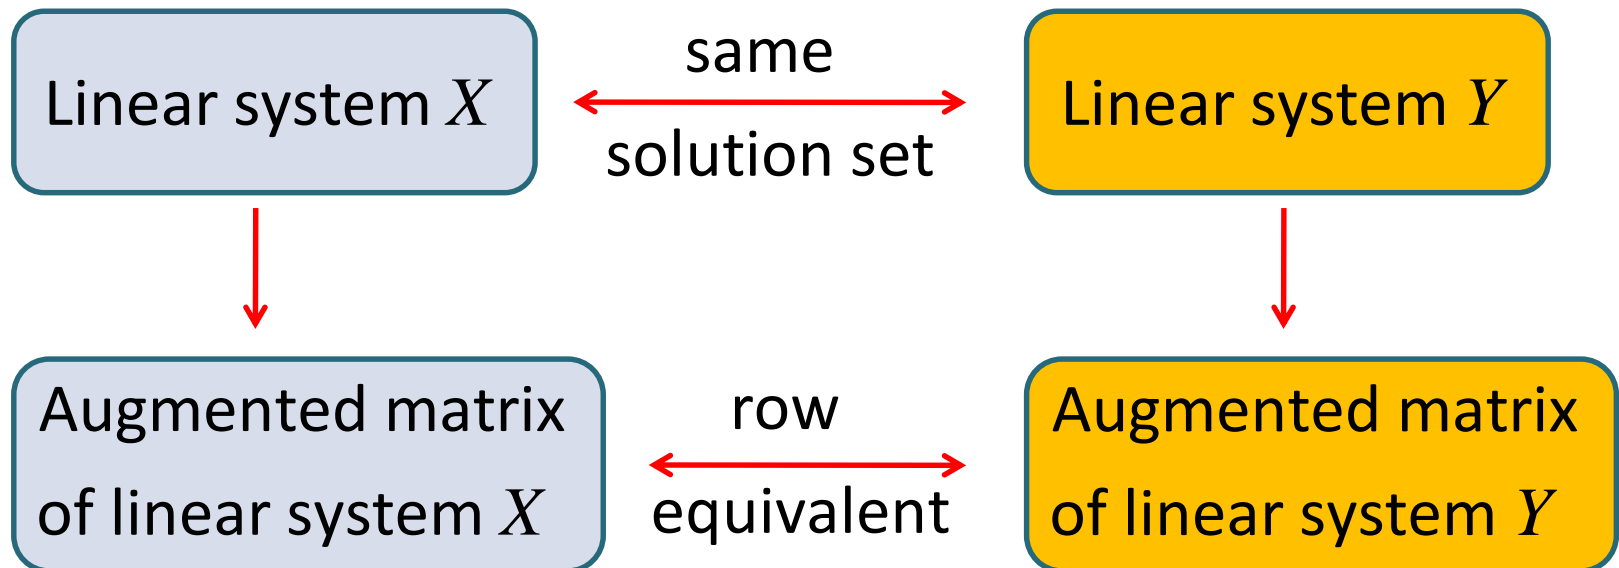 Linear system X
same
solution set
Linear system Y
Augmented matrix
of linear system X
row
equivalent
Augmented matrix
of linear system Y